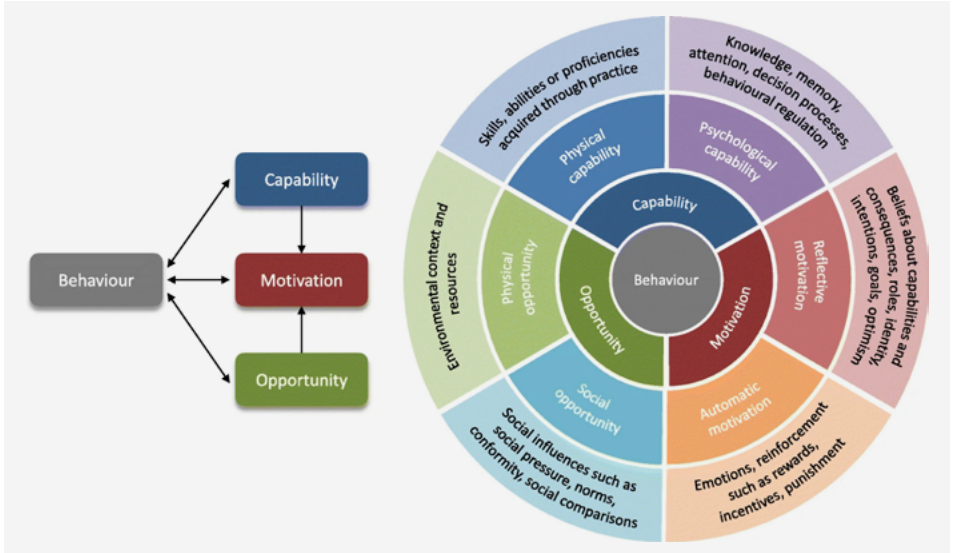 Capability
Behaviour
Motivation
Opportunity
Skills, abilities or proficiencies
acquired through practice
Knowledge, memory,
attention, decision processes,
behavioural regulation
Physical
capability
Psychological
capability
Capability
Environmental context and
resources
Physical
opportunity
Opportunity
Behaviour
Motivation
Reflective
motivation
Beliefs about capabilities and
consequences, roles, identity,
intentions, goals, optimism
Social
opportunity
Automatic
motivation
Social influences such as
social pressure, norms,
conformity, social comparisons
Emotions, reinforcement
such as rewards,
incentives, punishment